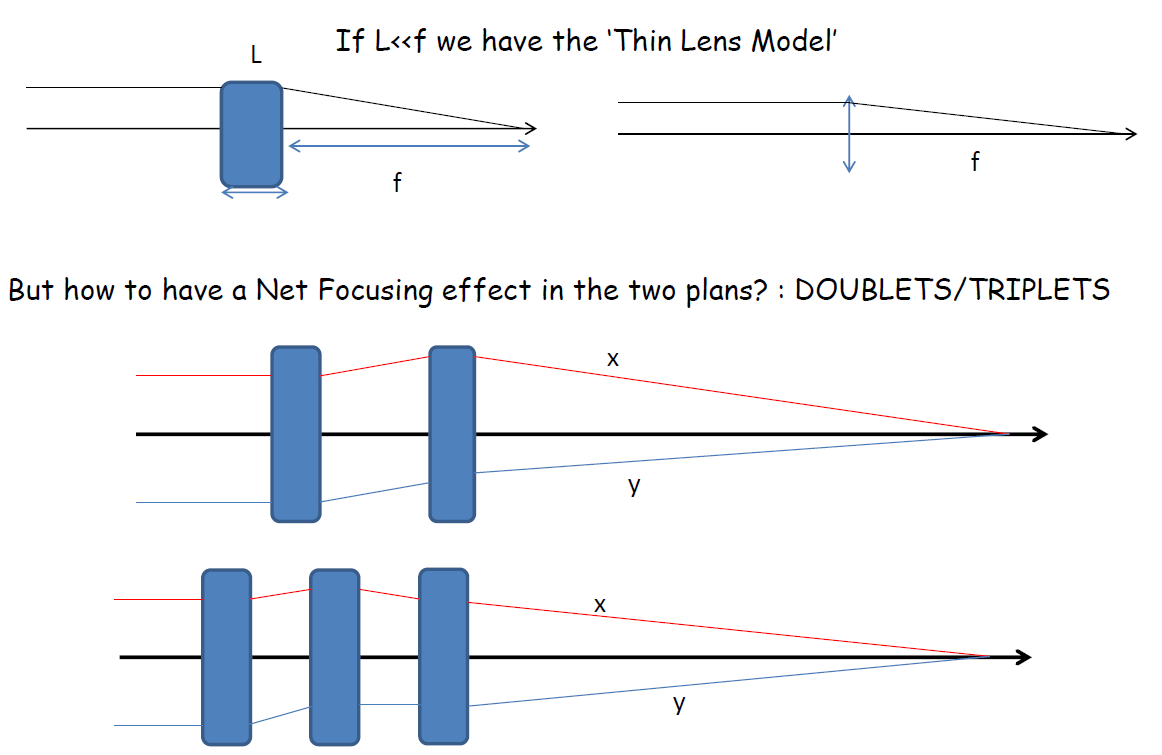 If L<<f we have the ‘Thin Lens Model’
L
f
f
But how to have a Net Focusing effect in the two plans? : DOUBLETS/TRIPLETS
x
y
x
y